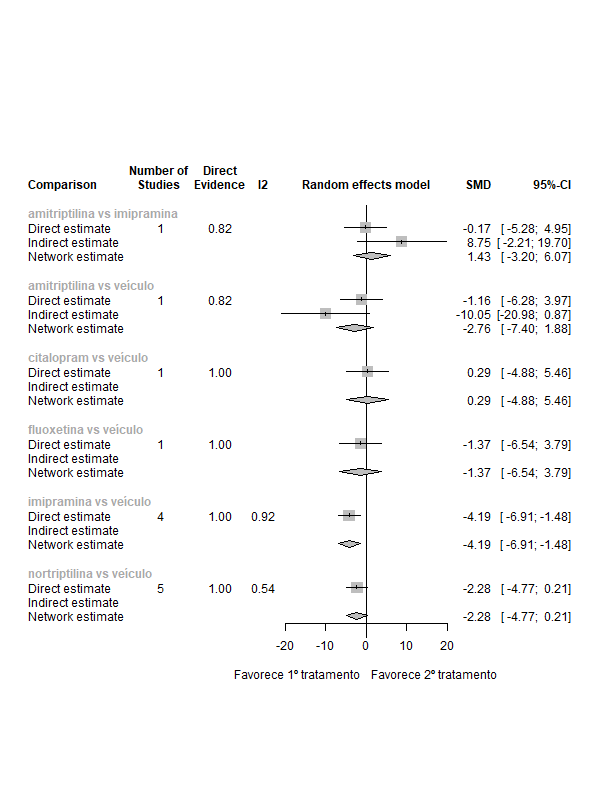 Number of Direct
Comparison Studies Evidence I2 Random effects model SMD 95%-CI
amitriptilina vs imipramina
Direct estimate 1 0.82 -0.17 [ -5.28; 4.95]
Indirect estimate 8.75 [ -2.21; 19.70]
Network estimate 1.43 [ -3.20; 6.07]
amitriptilina vs veículo
Direct estimate 1 0.82 -1.16 [ -6.28; 3.97]
Indirect estimate -10.05 [-20.98; 0.87]
Network estimate -2.76 [ -7.40; 1.88]
citalopram vs veículo
Direct estimate 1 1.00 0.29 [ -4.88; 5.46]
Indirect estimate
Network estimate 0.29 [ -4.88; 5.46]
fluoxetina vs veículo
Direct estimate 1 1.00 -1.37 [ -6.54; 3.79]
Indirect estimate
Network estimate -1.37 [ -6.54; 3.79]
imipramina vs veículo
Direct estimate 4 1.00 0.92 -4.19 [ -6.91; -1.48]
Indirect estimate
Network estimate -4.19 [ -6.91; -1.48]
nortriptilina vs veículo
Direct estimate 5 1.00 0.54 -2.28 [ -4.77; 0.21]
Indirect estimate
Network estimate -2.28 [ -4.77; 0.21]
-20 -10 0 10 20
Favorece 1º tratamento Favorece 2º tratamento